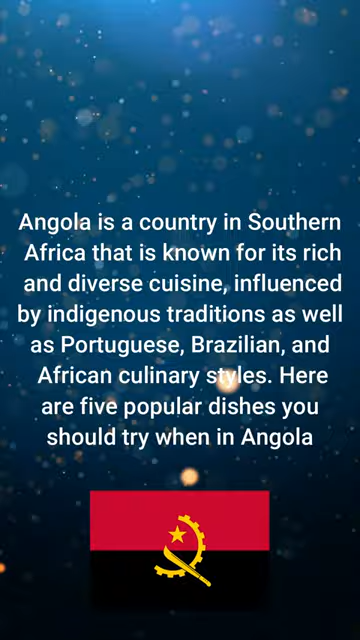 Angola is a country in Southern
Africa that is known for its rich
and diverse cuisine, influenced
by indigenous traditions as well
as Portuguese, Brazilian, and
African culinary styles. Here
are five popular dishes you
should try when in Angola